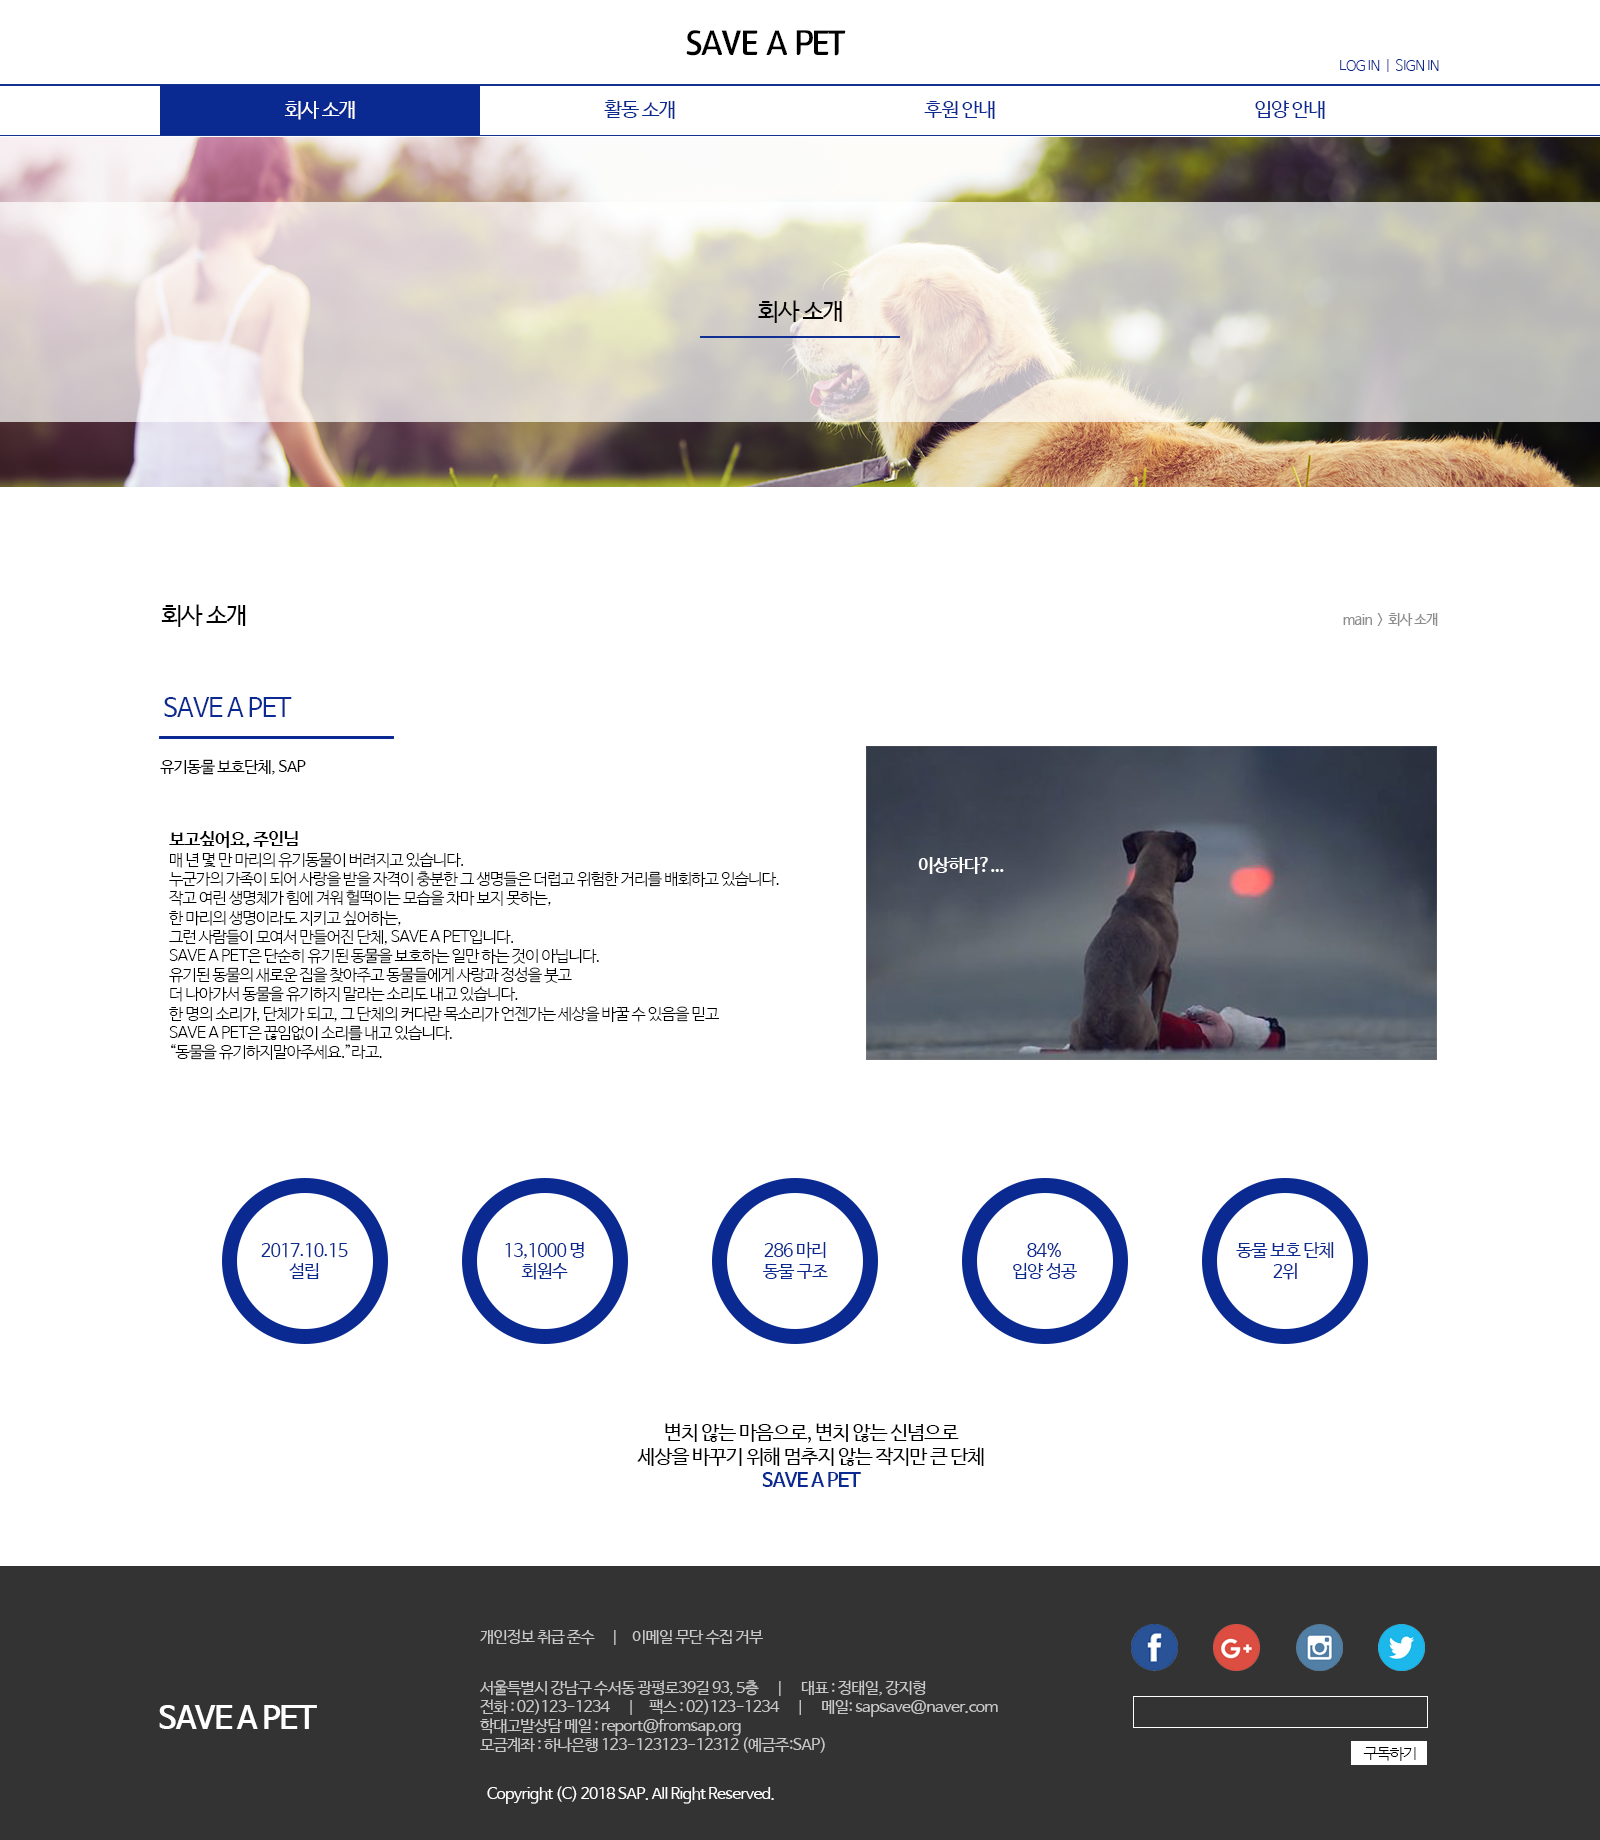 SAVE A PET
LOG IN | SIGN IN
회사 소개
활동 소개
후원 안내
입양 안내
회사 소개
회사 소개
main > 회사 소개
SAVE A PET
유기동물 보호단체, SAP
보고싶어요, 주인님
매 년 몇 만 마리의 유기동물이 버려지고 있습니다.
누군가의 가족이 되어 사랑을 받을 자격이 충분한 그 생명들은 더럽고 위험한 거리를 배회하고 있습니다.
작고 여린 생명체가 힘에 겨워 헐떡이는 모습을 차마 보지 못하는,
한 마리의 생명이라도 지키고 싶어하는,
그런 사람들이 모여서 만들어진 단체, SAVE A PET입니다.
SAVE A PET은 단순히 유기된 동물을 보호하는 일만 하는 것이 아닙니다.
유기된 동물의 새로운 집을 찾아주고 동물들에게 사랑과 정성을 붓고
더 나아가서 동물을 유기하지 말라는 소리도 내고 있습니다.
한 명의 소리가, 단체가 되고, 그 단체의 커다란 목소리가 언젠가는 세상을 바꿀 수 있음을 믿고
SAVE A PET은 끊임없이 소리를 내고 있습니다.
“동물을 유기하지말아주세요.”라고.
이상하다?...
2017.10.15
설립
13,1000 명
회원수
286 마리
동물 구조
84%
입양 성공
동물 보호 단체
2위
변치 않는 마음으로, 변치 않는 신념으로
세상을 바꾸기 위해 멈추지 않는 작지만 큰 단체
SAVE A PET
개인정보 취급 준수 | 이메일 무단 수집 거부
서울특별시 강남구 수서동 광평로39길 93, 5층 | 대표 : 정태일, 강지형
전화 : 02)123-1234 | 팩스 : 02)123-1234 | 메일: sapsave@naver.com
학대고발상담 메일 : report@fromsap.org
모금계좌 : 하나은행 123-123123-12312 (예금주:SAP)
SAVE A PET
구독하기
Copyright (C) 2018 SAP. All Right Reserved.